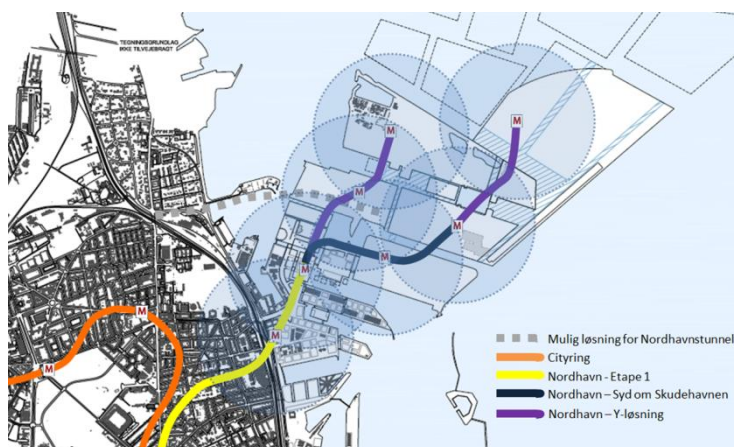 TEGNINGSGRUNDLAG
IKKE TILVEJEBRAGT
M
M
M
M
M
M
M
M
M
Mulig løsning for Nordhavnstunnel
Cityring
Nordhavn - Etape 1
Nordhavn – Syd om Skudehavnen
Nordhavn – Y-løsning